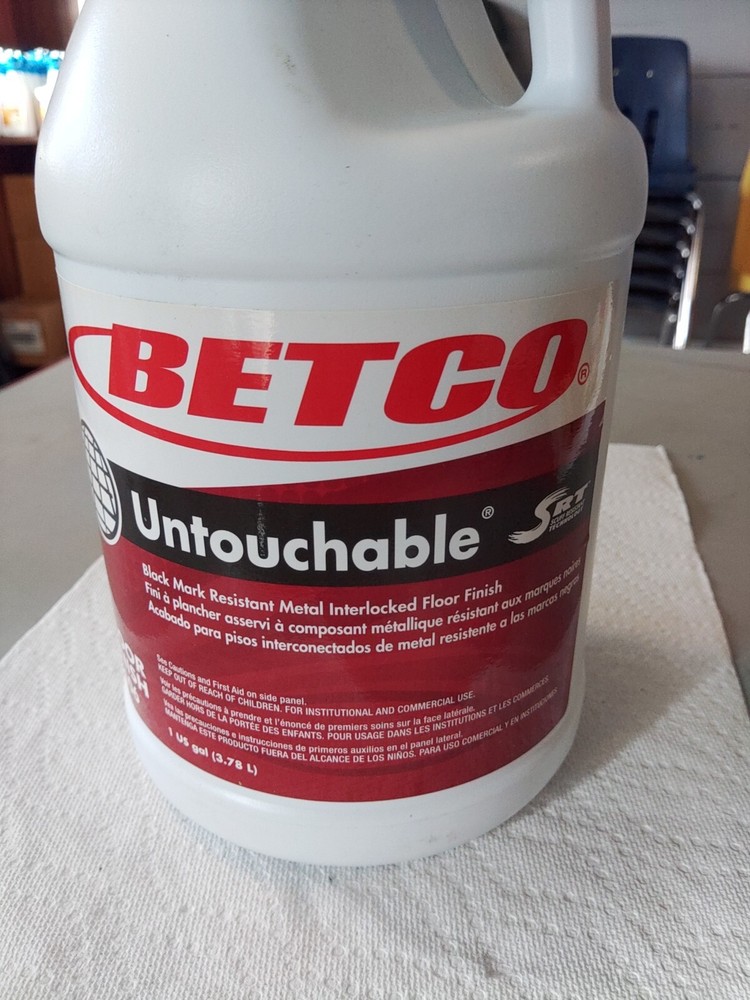 BETCO®
Untouchable®
SRT
SCUFF RESISTANT
TECHNOLOGY
Black Mark Resistant Metal Interlocked Floor Finish
Fini à plancher asservi à composant métallique résistant aux marques noires
Acabado para pisos interconectados de metal resistente a las marcas negras
See Cautions and First Aid on side panel.
KEEP OUT OF REACH OF CHILDREN. FOR INSTITUTIONAL AND COMMERCIAL USE.
Voir les précautions à prendre et l'énoncé de premiers soins sur la face latérale.
GARDER HORS DE LA PORTÉE DES ENFANTS. POUR USAGE DANS LES INSTITUTIONS ET LES COMMERCES.
Vea las precauciones e instrucciones de primeros auxilios en el panel lateral.
MANTENGA ESTE PRODUCTO FUERA DEL ALCANCE DE LOS NIÑOS. PARA USO COMERCIAL Y EN INSTITUCIONES.
1 US gal (3.78 L)